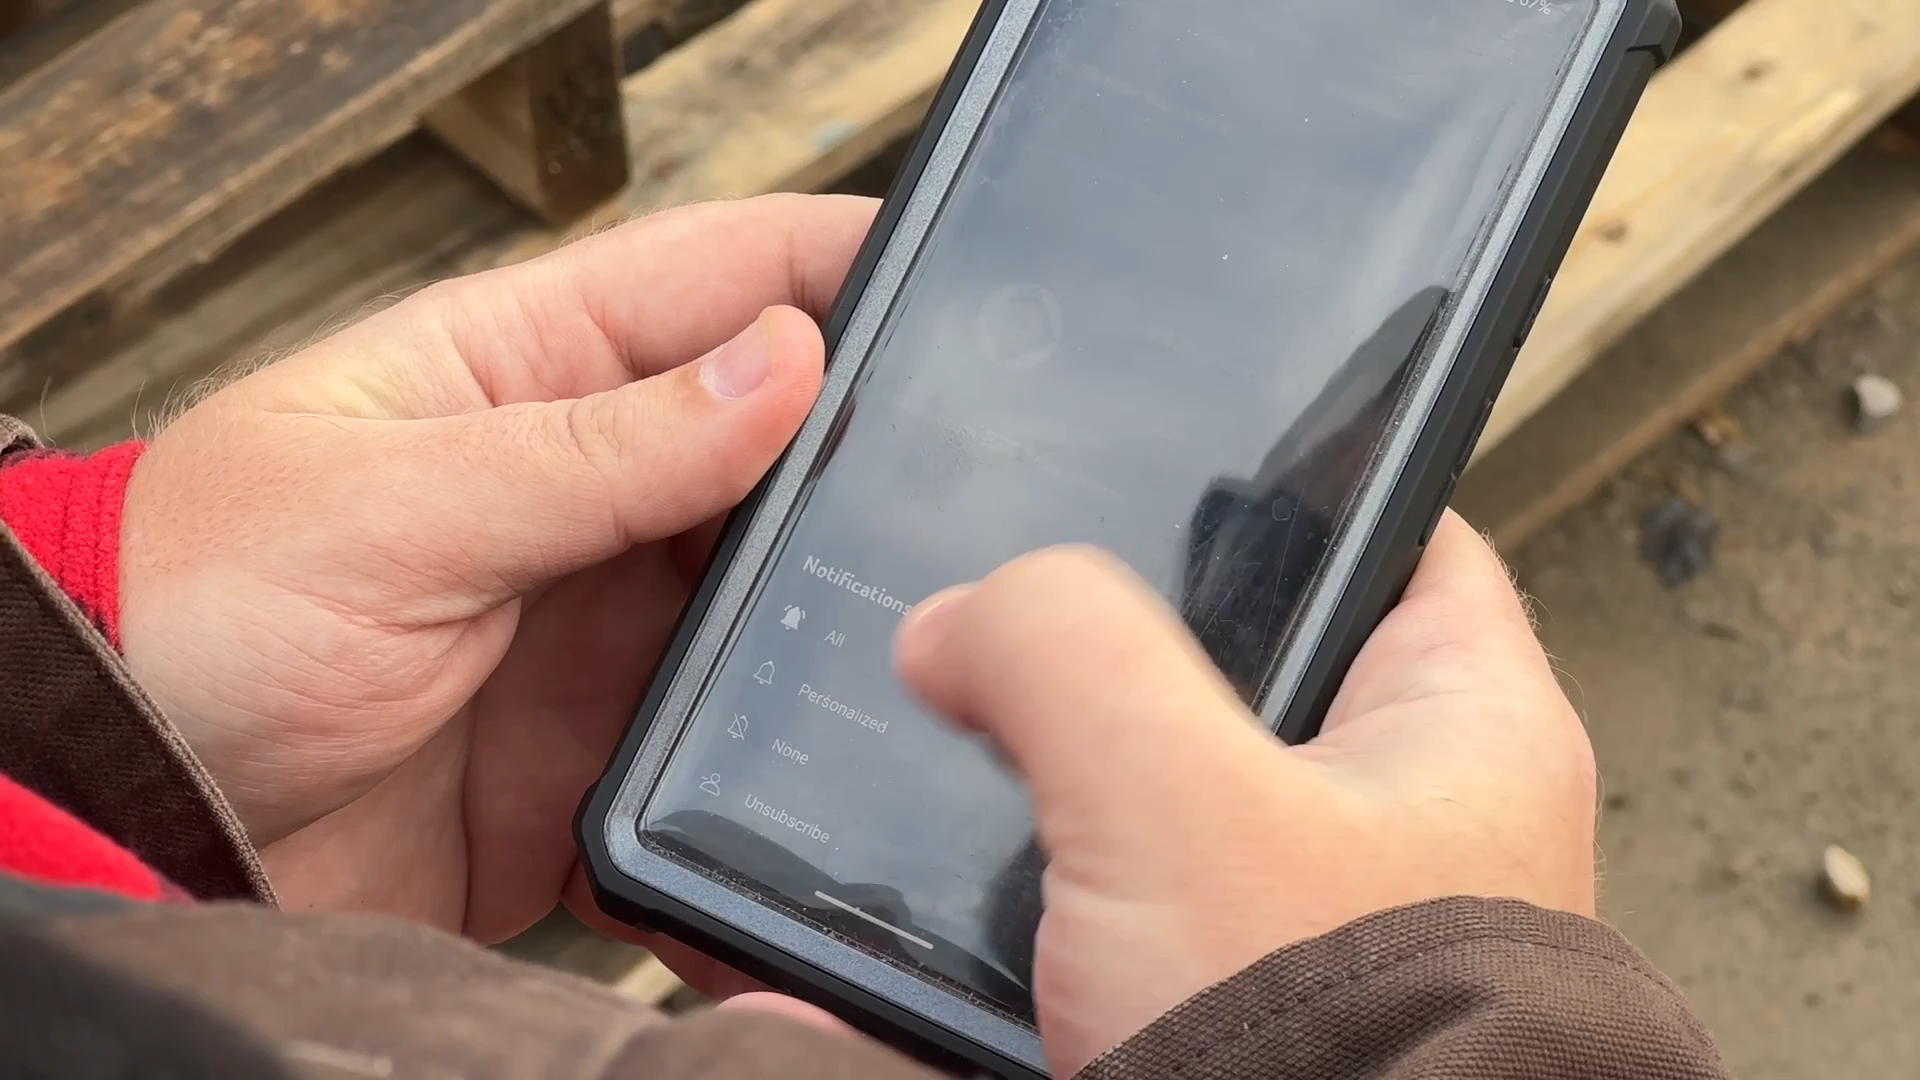 Notifications
All
Personalized
None
Unsubscribe